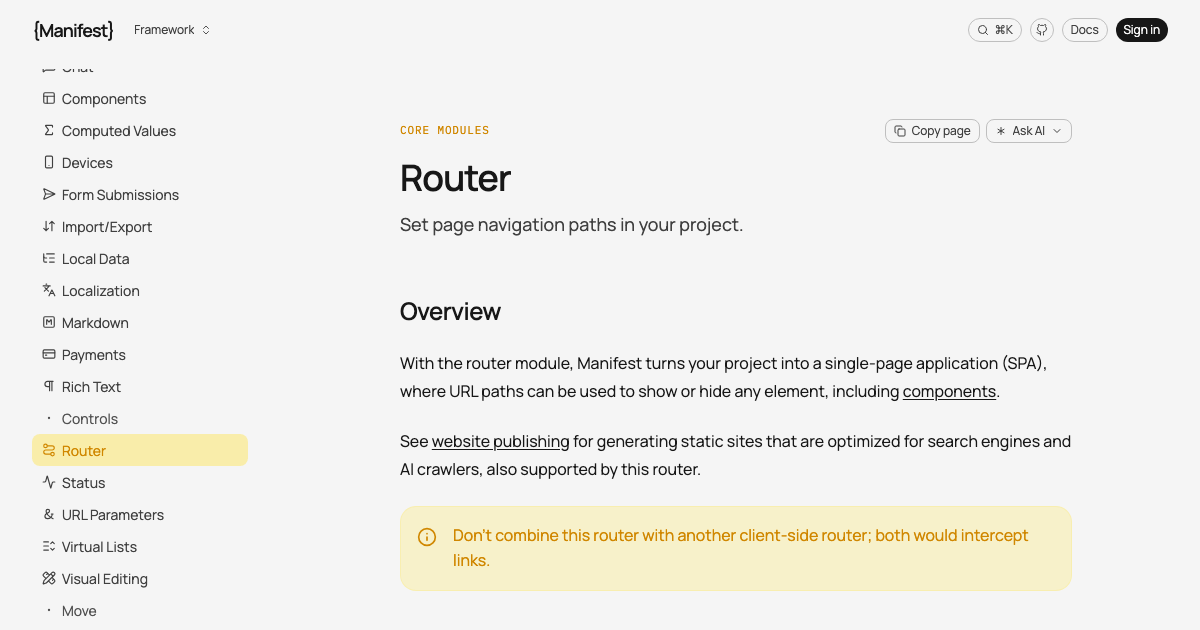 {Manifest}
Framework
⌘K
Docs
Sign in
Chat
Components
Computed Values
Devices
Form Submissions
Import/Export
Local Data
Localization
Markdown
Payments
Rich Text
Controls
Router
Status
URL Parameters
Virtual Lists
Visual Editing
Move
CORE MODULES
Copy page
Ask AI
Router
Set page navigation paths in your project.
Overview
With the router module, Manifest turns your project into a single-page application (SPA),
where URL paths can be used to show or hide any element, including components.
See website publishing for generating static sites that are optimized for search engines and
AI crawlers, also supported by this router.
Don't combine this router with another client-side router; both would intercept
links.